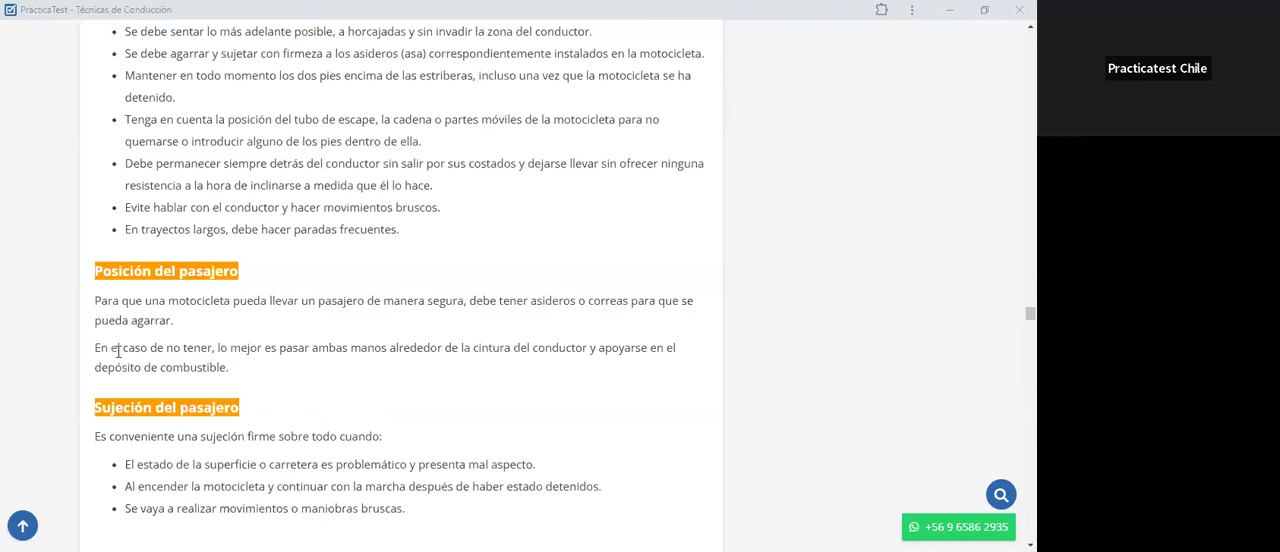 PracticaTest - Técnicas de Conducción
Se debe sentar lo más adelante posible, a horcajadas y sin invadir la zona del conductor.
Se debe agarrar y sujetar con firmeza a los asideros (asa) correspondientemente instalados en la motocicleta.
Mantener en todo momento los dos pies encima de las estriberas, incluso una vez que la motocicleta se ha
detenido.
Tenga en cuenta la posición del tubo de escape, la cadena o partes móviles de la motocicleta para no
quemarse o introducir alguno de los pies dentro de ella.
Debe permanecer siempre detrás del conductor sin salir por sus costados y dejarse llevar sin ofrecer ninguna
resistencia a la hora de inclinarse a medida que él lo hace.
Evite hablar con el conductor y hacer movimientos bruscos.
En trayectos largos, debe hacer paradas frecuentes.
Posición del pasajero
Para que una motocicleta pueda llevar un pasajero de manera segura, debe tener asideros o correas para que se
pueda agarrar.
En el caso de no tener, lo mejor es pasar ambas manos alrededor de la cintura del conductor y apoyarse en el
depósito de combustible.
Sujeción del pasajero
Es conveniente una sujeción firme sobre todo cuando:
El estado de la superficie o carretera es problemático y presenta mal aspecto.
Al encender la motocicleta y continuar con la marcha después de haber estado detenidos.
Se vaya a realizar movimientos o maniobras bruscas.
+56 9 6586 2935
Practicatest Chile